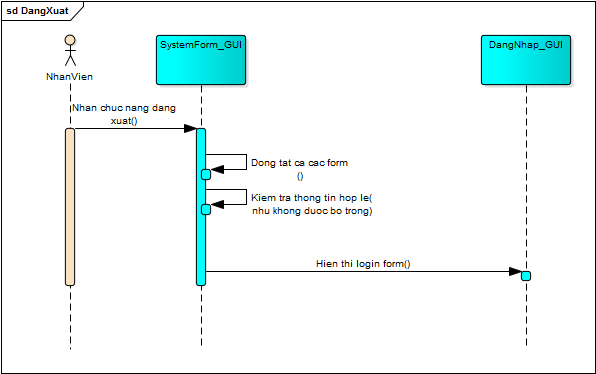 sd DangXuat
SystemForm_GUI
DangNhap_GUI
NhanVien
Nhan chuc nang dang
xuat()
Dong tat ca cac form
()
Kiem tra thong tin hop le(
nhu khong duoc bo trong)
Hien thi login form()